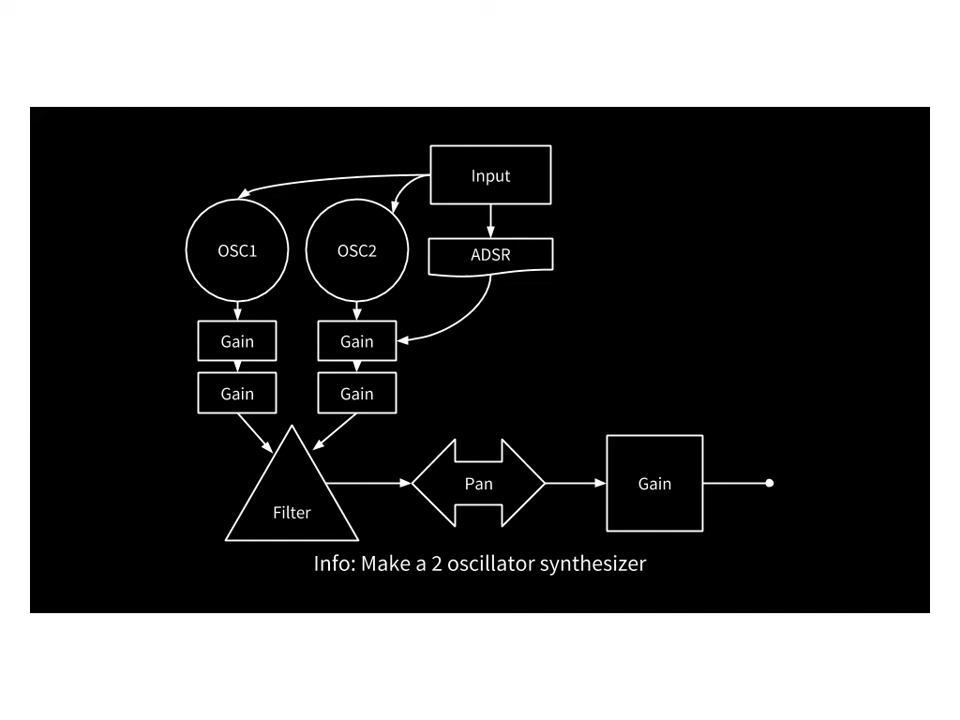 Input
OSC1
OSC2
ADSR
Gain
Gain
Gain
Gain
Filter
Pan
Gain
Info: Make a 2 oscillator synthesizer